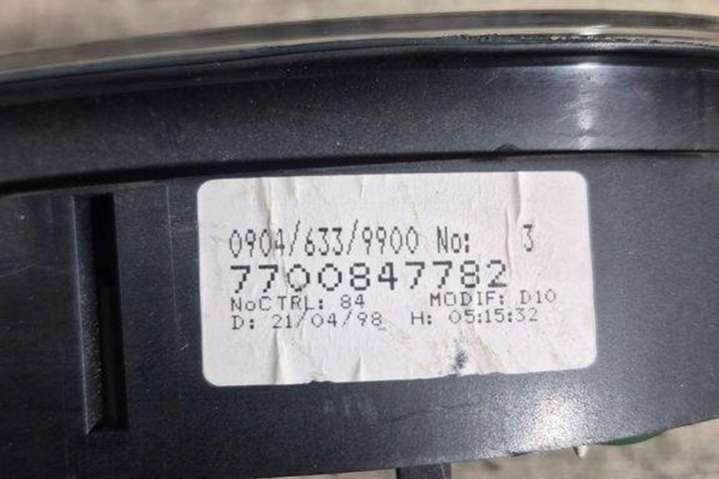 0904/633/9900 No: 3
7700847782
NoCTRL: 84 MODIF: D10
D: 21/04/98 H: 05:15:32